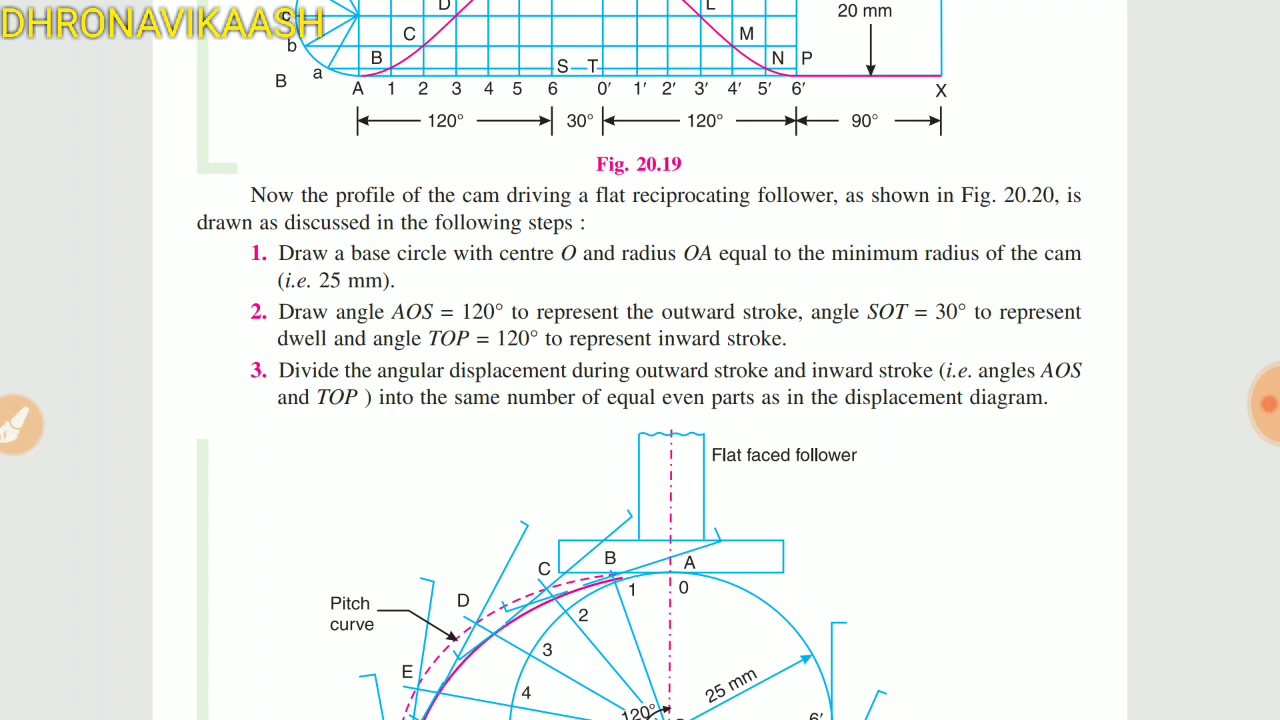 DHRONAVIKAASH
D
L
20 mm
C
M
b
B
N
P
a
S
T
B
A 1 2 3 4 5 6 0′ 1′ 2′ 3′ 4′ 5′ 6′ X
120° 30° 120° 90°
Fig. 20.19
Now the profile of the cam driving a flat reciprocating follower, as shown in Fig. 20.20, is
drawn as discussed in the following steps :
1. Draw a base circle with centre O and radius OA equal to the minimum radius of the cam
(i.e. 25 mm).
2. Draw angle AOS = 120° to represent the outward stroke, angle SOT = 30° to represent
dwell and angle TOP = 120° to represent inward stroke.
3. Divide the angular displacement during outward stroke and inward stroke (i.e. angles AOS
and TOP ) into the same number of equal even parts as in the displacement diagram.
Flat faced follower
B
A
C
1
0
D
2
Pitch
curve
3
E
4
25 mm
120°
6′